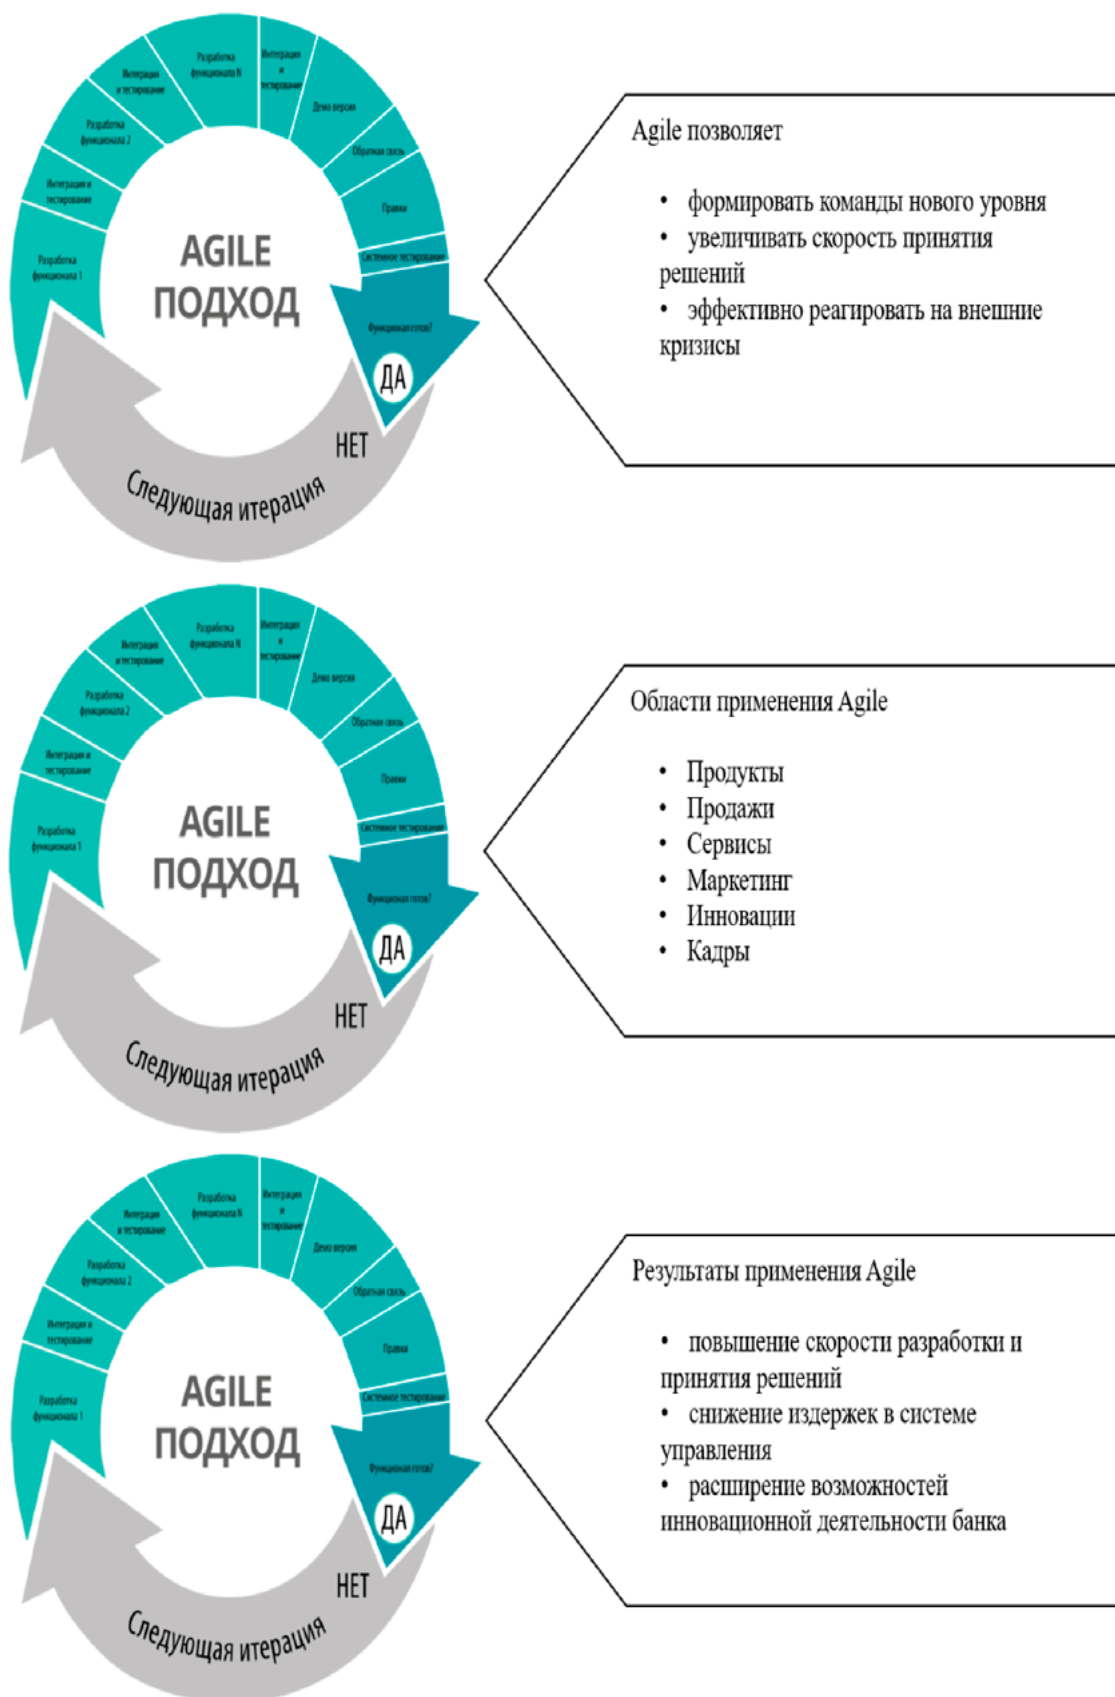 Разработка
функционала 1
Интеграция и
тестирование
Разработка
функционала 2
Интеграция
и тестирование
Разработка
функционала N
Интеграция
и
тестирование
Демо версия
Обратная связь
Правки
Системное тестирование
Функционал готов?
ДА
НЕТ
Следующая итерация
AGILE
ПОДХОД
Agile позволяет
• формировать команды нового уровня
• увеличивать скорость принятия
решений
• эффективно реагировать на внешние
кризисы
Разработка
функционала 1
Интеграция и
тестирование
Разработка
функционала 2
Интеграция
и тестирование
Разработка
функционала N
Интеграция
и
тестирование
Демо версия
Обратная связь
Правки
Системное тестирование
Функционал готов?
ДА
НЕТ
Следующая итерация
AGILE
ПОДХОД
Области применения Agile
• Продукты
• Продажи
• Сервисы
• Маркетинг
• Инновации
• Кадры
Разработка
функционала 1
Интеграция и
тестирование
Разработка
функционала 2
Интеграция
и тестирование
Разработка
функционала N
Интеграция
и
тестирование
Демо версия
Обратная связь
Правки
Системное тестирование
Функционал готов?
ДА
НЕТ
Следующая итерация
AGILE
ПОДХОД
Результаты применения Agile
• повышение скорости разработки и
принятия решений
• снижение издержек в системе
управления
• расширение возможностей
инновационной деятельности банка